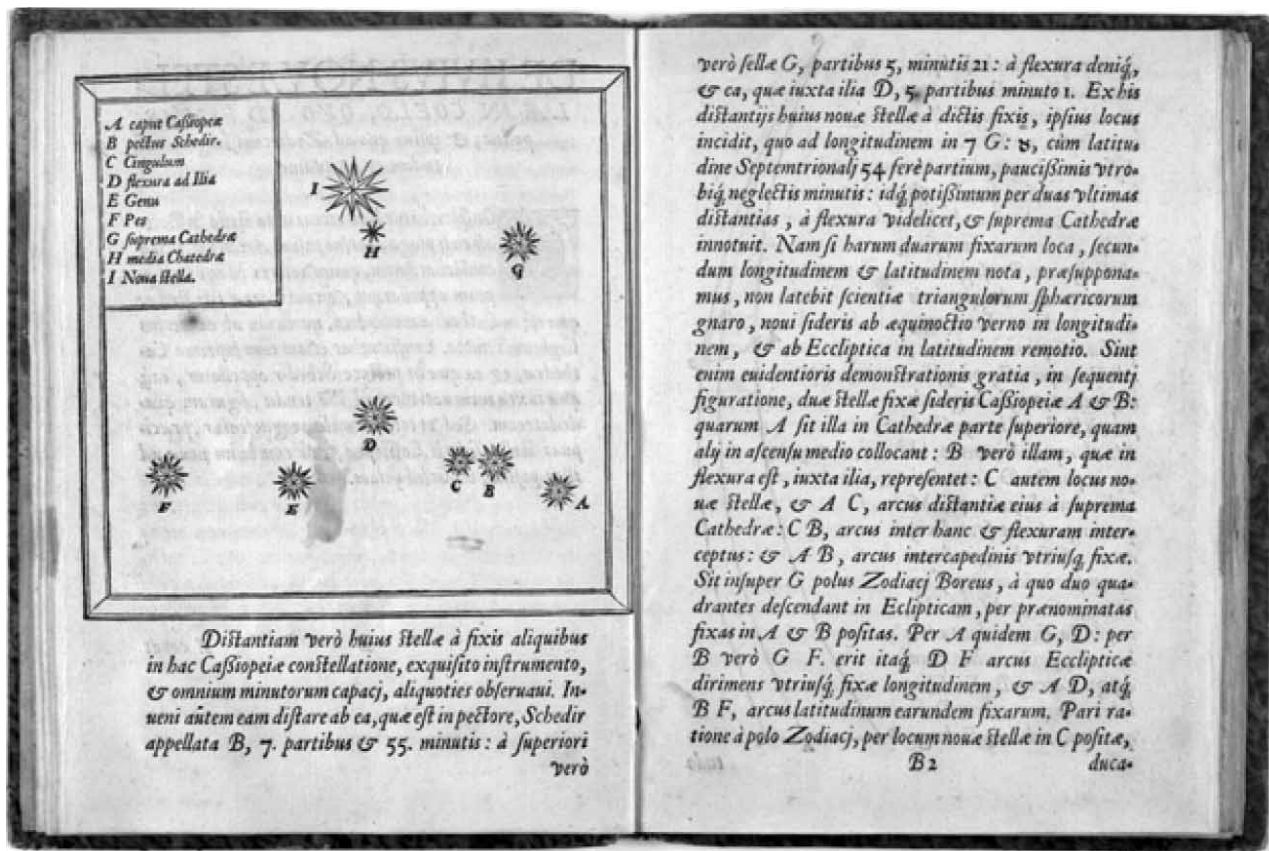 A caput Cassiopeæ
B pectus Schedir.
C Cingulum
D flexura ad Ilia
E Genu
F Pes
G suprema Cathedræ
H media Chatedræ
I Noua stella.
I
H
G
D
C
B
A
E
F
Distantiam verò huius stellæ à fixis aliquibus
in hac Cassiopeiæ constellatione, exquisito instrumento,
& omnium minutorum capacj, aliquoties obseruaui. In-
ueni autem eam distare ab ea, quæ est in pectore, Schedir
appellata B, 7. partibus & 55. minutis: à superiori
verò
verò stellæ G, partibus 5, minutis 21: à flexura deniq́,
& ea, quæ iuxta ilia D, 5. partibus minuto 1. Ex his
distantijs huius nouæ stellæ à dictis fixis, ipsius locus
incidit, quo ad longitudinem in 7 G: ♉, cùm latitu-
dine Septemtrionalj 54 ferè partium, paucissimis vtro-
biq́ neglectis minutis: idq́ potissimum per duas vltimas
distantias, à flexura videlicet, & suprema Cathedræ
innotuit. Nam si harum duarum fixarum loca, secun-
dum longitudinem & latitudinem nota, præsuppona-
mus, non latebit scientiæ triangulorum sphæricorum
gnaro, noui sideris ab æquinoctio verno in longitudi-
nem, & ab Eccliptica in latitudinem remotio. Sint
enim euidentioris demonstrationis gratia, in sequentj
figuratione, duæ stellæ fixæ sideris Cassiopeiæ A & B:
quarum A sit illa in Cathedræ parte superiore, quam
alij in ascensu medio collocant: B verò illam, quæ in
flexura est, iuxta ilia, repræsentet: C autem locus no-
uæ stellæ, & A C, arcus distantiæ eius à suprema
Cathedræ: C B, arcus inter hanc & flexuram inter-
ceptus: & A B, arcus intercapedinis vtriusq́ fixæ.
Sit insuper G polus Zodiacj Boreus, à quo duo qua-
drantes descendant in Eclipticam, per prænominatas
fixas in A & B positas. Per A quidem G, D: per
B verò G F. erit itaq́ D F arcus Ecclipticæ
dirimens vtriusq́ fixæ longitudinem, & A D, atq́
B F, arcus latitudinum earundem fixarum. Pari ra-
tione à polo Zodiacj, per locum nouæ stellæ in C positæ,
B2
duca-